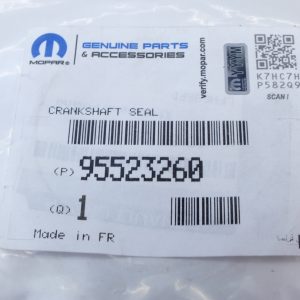 MOPAR®
GENUINE PARTS
& ACCESSORIES
verify.mopar.com
K7HC7H
P582Q9
SCAN!
CRANKSHAFT SEAL
(P) 95523260
(Q) 1
Made in FR